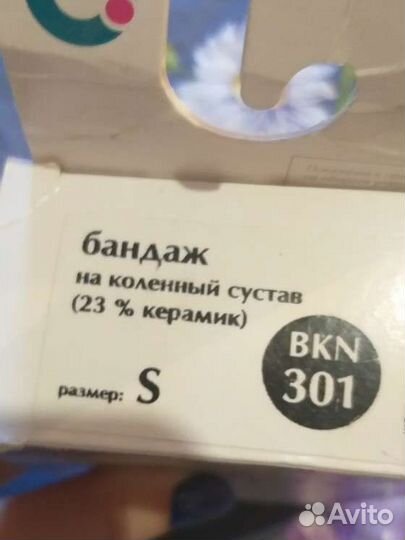 бандаж
на коленный сустав
(23 % керамик)
размер: S
BKN
301
Avito